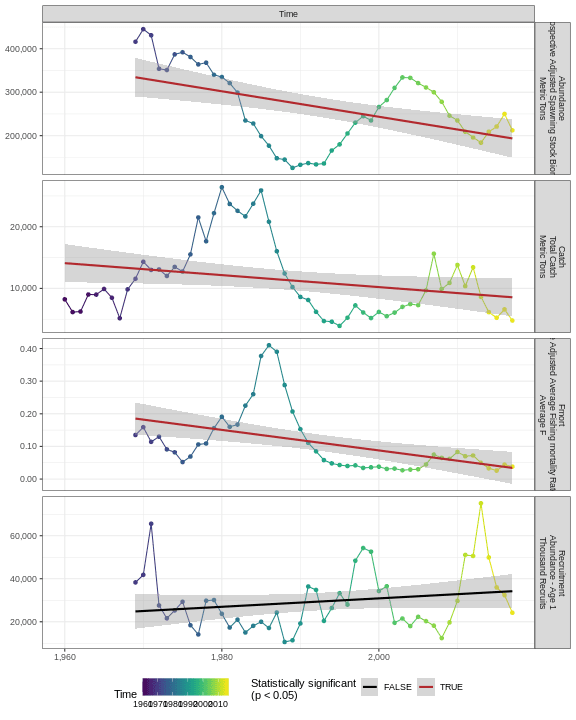 Time
400,000
300,000
200,000
Abundance
Adjusted Spawning Stock
Metric Tons
20,000
10,000
Catch
Total Catch
Metric Tons
0.40
0.30
0.20
0.10
0.00
Fmort
Adjusted Average Fishing mortality
Average F
60,000
40,000
20,000
Recruitment
Abundance - Age 1
Thousand Recruits
1,960 1,980 2,000
Time
1960 1970 1980 1990 2000 2010
Statistically significant
(p < 0.05)
FALSE TRUE